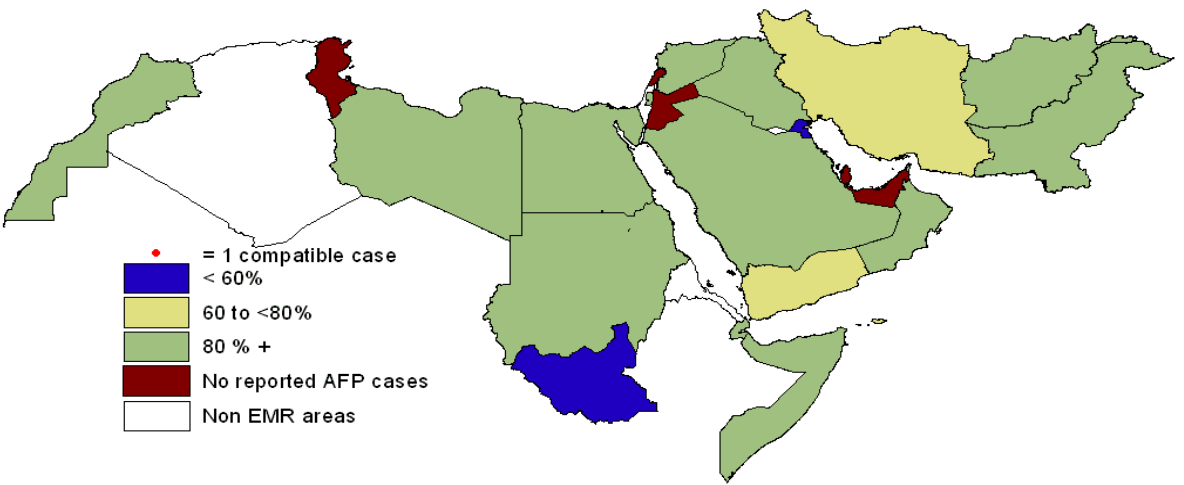 = 1 compatible case
< 60%
60 to <80%
80 % +
No reported AFP cases
Non EMR areas